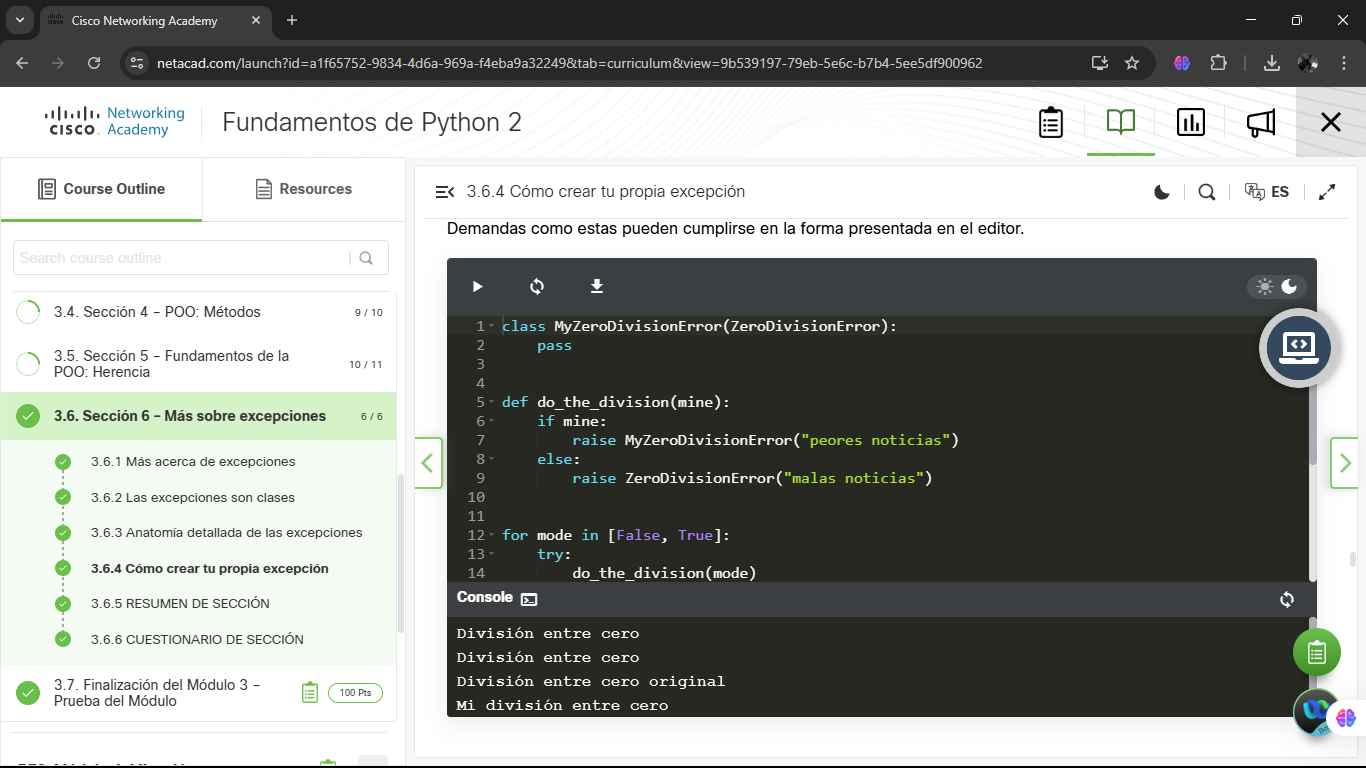 Cisco Networking Academy
netacad.com/launch?id=a1f65752-9834-4d6a-969a-f4eba9a32249&tab=curriculum&view=9b539197-79eb-5e6c-b7b4-5ee5df900962
CISCO Networking Academy
Fundamentos de Python 2
Course Outline
Resources
Search course outline
3.4. Sección 4 – POO: Métodos 9 / 10
3.5. Sección 5 – Fundamentos de la
POO: Herencia 10 / 11
3.6. Sección 6 – Más sobre excepciones 6 / 6
3.6.1 Más acerca de excepciones
3.6.2 Las excepciones son clases
3.6.3 Anatomía detallada de las excepciones
3.6.4 Cómo crear tu propia excepción
3.6.5 RESUMEN DE SECCIÓN
3.6.6 CUESTIONARIO DE SECCIÓN
3.7. Finalización del Módulo 3 –
Prueba del Módulo 100 Pts
3.6.4 Cómo crear tu propia excepción ES
Demandas como estas pueden cumplirse en la forma presentada en el editor.
1 class MyZeroDivisionError(ZeroDivisionError):
2 pass
3
4
5 def do_the_division(mine):
6 if mine:
7 raise MyZeroDivisionError("peores noticias")
8 else:
9 raise ZeroDivisionError("malas noticias")
10
11
12 for mode in [False, True]:
13 try:
14 do_the_division(mode)
Console
División entre cero
División entre cero
División entre cero original
Mi división entre cero